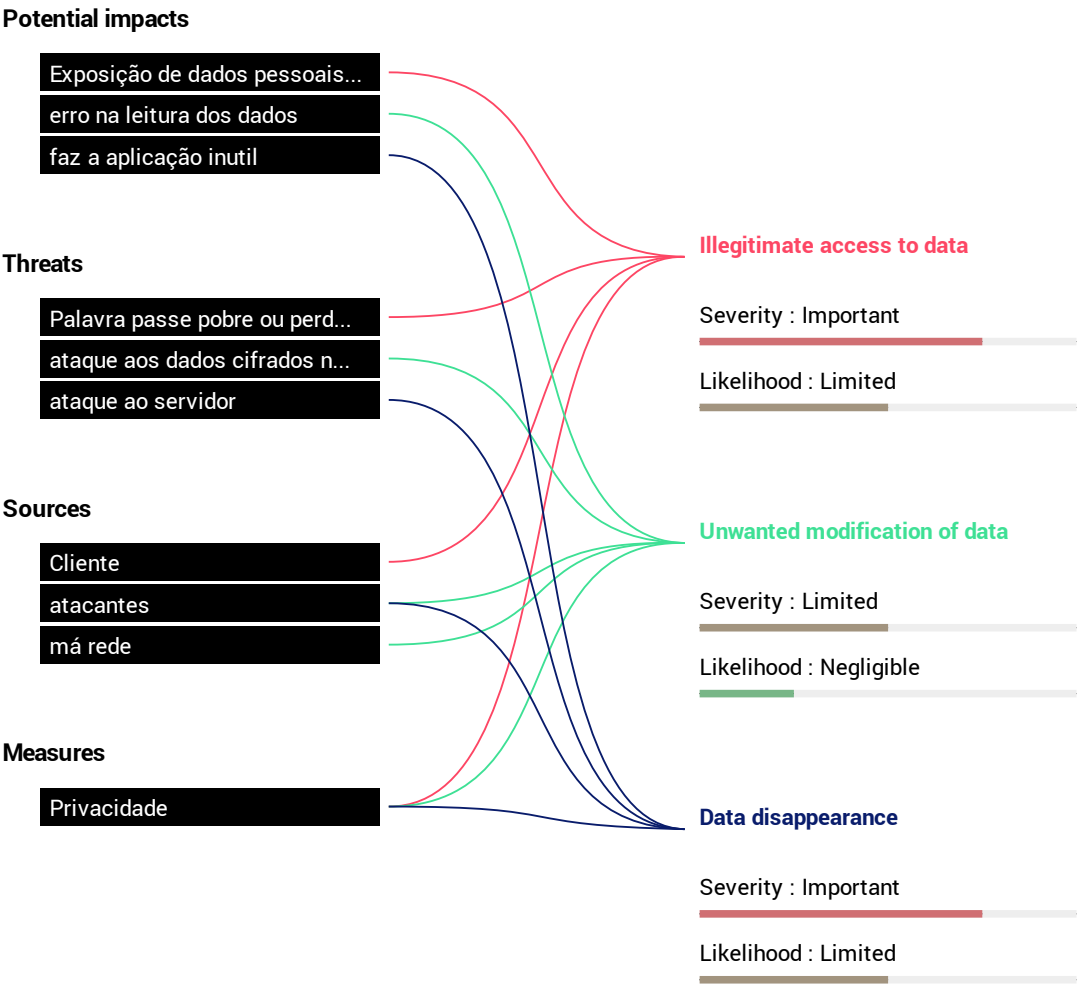 Potential impacts
Exposição de dados pessoais...
erro na leitura dos dados
faz a aplicação inutil
Threats
Palavra passe pobre ou perd...
ataque aos dados cifrados n...
ataque ao servidor
Sources
Cliente
atacantes
má rede
Measures
Privacidade
Illegitimate access to data
Severity : Important
Likelihood : Limited
Unwanted modification of data
Severity : Limited
Likelihood : Negligible
Data disappearance
Severity : Important
Likelihood : Limited